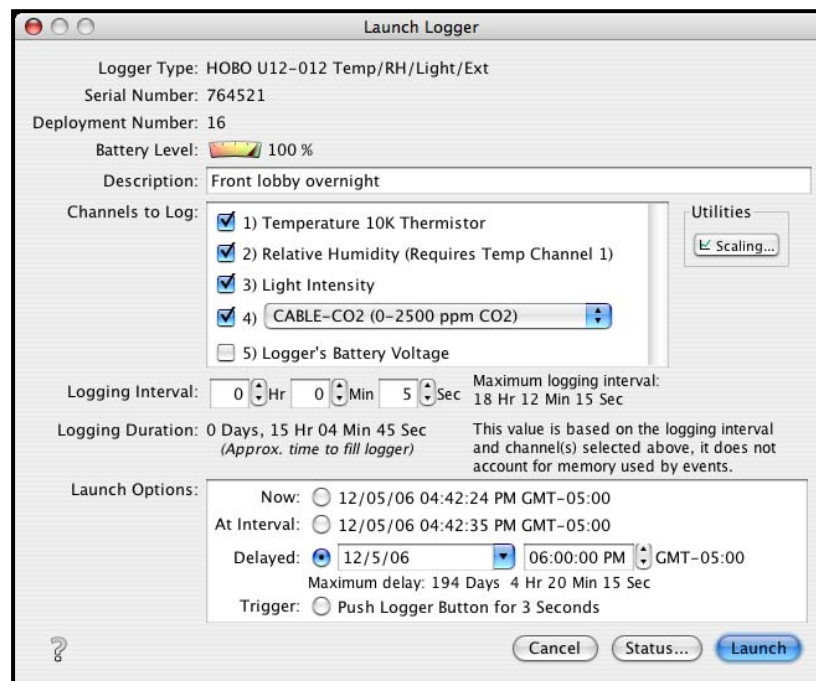 Launch Logger
Logger Type: HOBO U12-012 Temp/RH/Light/Ext
Serial Number: 764521
Deployment Number: 16
Battery Level: 100 %
Description: Front lobby overnight
Channels to Log:
1) Temperature 10K Thermistor
2) Relative Humidity (Requires Temp Channel 1)
3) Light Intensity
4) CABLE-CO2 (0-2500 ppm CO2)
5) Logger's Battery Voltage
Utilities
Scaling...
Logging Interval: 0 Hr 0 Min 5 Sec
Maximum logging interval:
18 Hr 12 Min 15 Sec
Logging Duration: 0 Days, 15 Hr 04 Min 45 Sec
(Approx. time to fill logger)
This value is based on the logging interval
and channel(s) selected above, it does not
account for memory used by events.
Launch Options:
Now: 12/05/06 04:42:24 PM GMT-05:00
At Interval: 12/05/06 04:42:35 PM GMT-05:00
Delayed: 12/5/06 06:00:00 PM GMT-05:00
Maximum delay: 194 Days 4 Hr 20 Min 15 Sec
Trigger: Push Logger Button for 3 Seconds
? Cancel Status... Launch